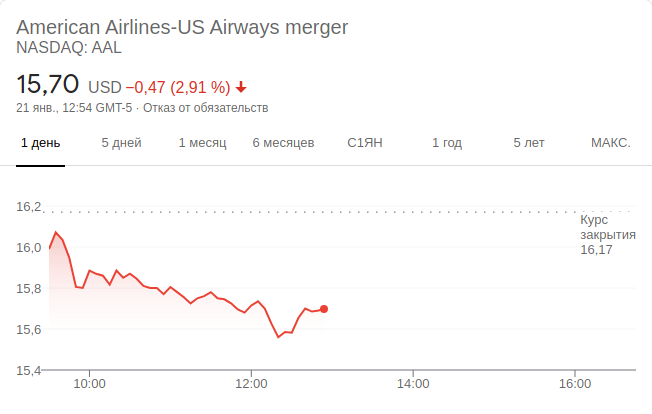 American Airlines-US Airways merger
NASDAQ: AAL
15,70 USD −0,47 (2,91 %)
21 янв., 12:54 GMT-5 · Отказ от обязательств
1 день 5 дней 1 месяц 6 месяцев С1ЯН 1 год 5 лет МАКС.
16,2
Курс
закрытия
16,17
16,0
15,8
15,6
15,4
10:00 12:00 14:00 16:00